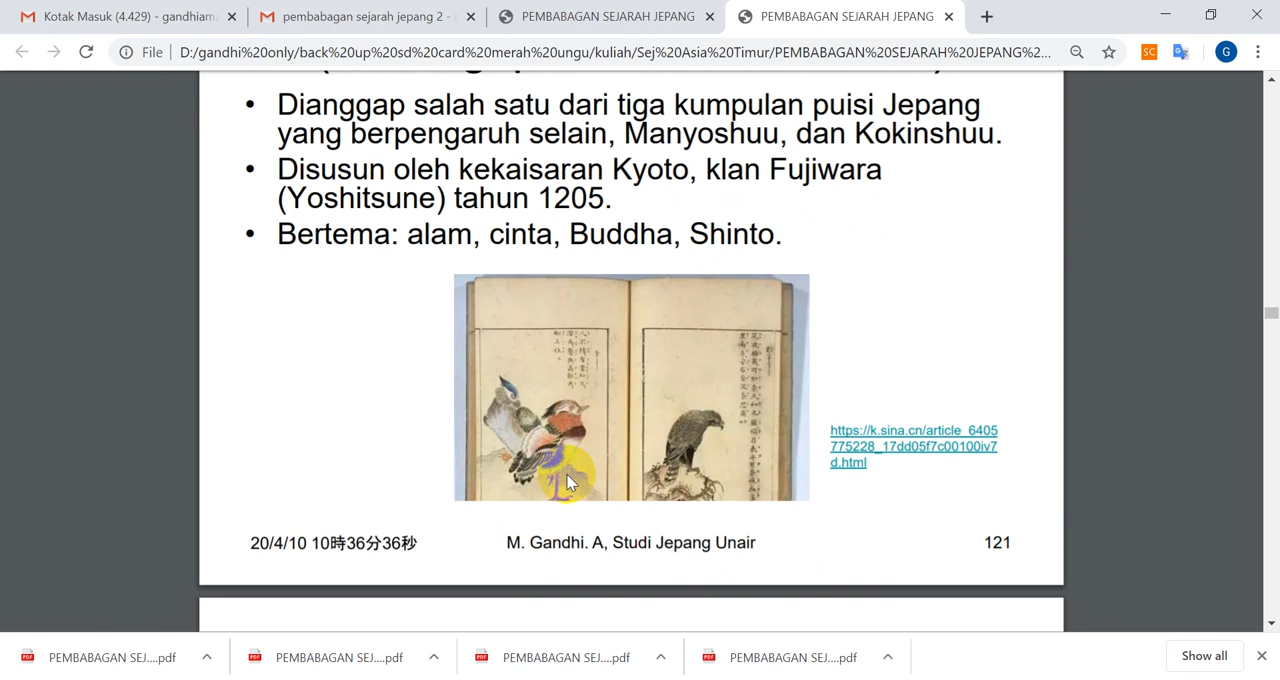 Kotak Masuk (4.429) - gandhiam
pembabagan sejarah jepang 2 -
PEMBABAGAN SEJARAH JEPANG
PEMBABAGAN SEJARAH JEPANG
File
D:/gandhi%20only/back%20up%20sd%20card%20merah%20ungu/kuliah/Sej%20Asia%20Timur/PEMBABAGAN%20SEJARAH%20JEPANG%2...
SC
G
• Dianggap salah satu dari tiga kumpulan puisi Jepang
yang berpengaruh selain, Manyoshuu, dan Kokinshuu.
• Disusun oleh kekaisaran Kyoto, klan Fujiwara
(Yoshitsune) tahun 1205.
• Bertema: alam, cinta, Buddha, Shinto.
https://k.sina.cn/article_6405
775228_17dd05f7c00100iv7
d.html
20/4/10 10時36分36秒
M. Gandhi. A, Studi Jepang Unair
121
PEMBABAGAN SEJ....pdf
PEMBABAGAN SEJ....pdf
PEMBABAGAN SEJ....pdf
PEMBABAGAN SEJ....pdf
Show all